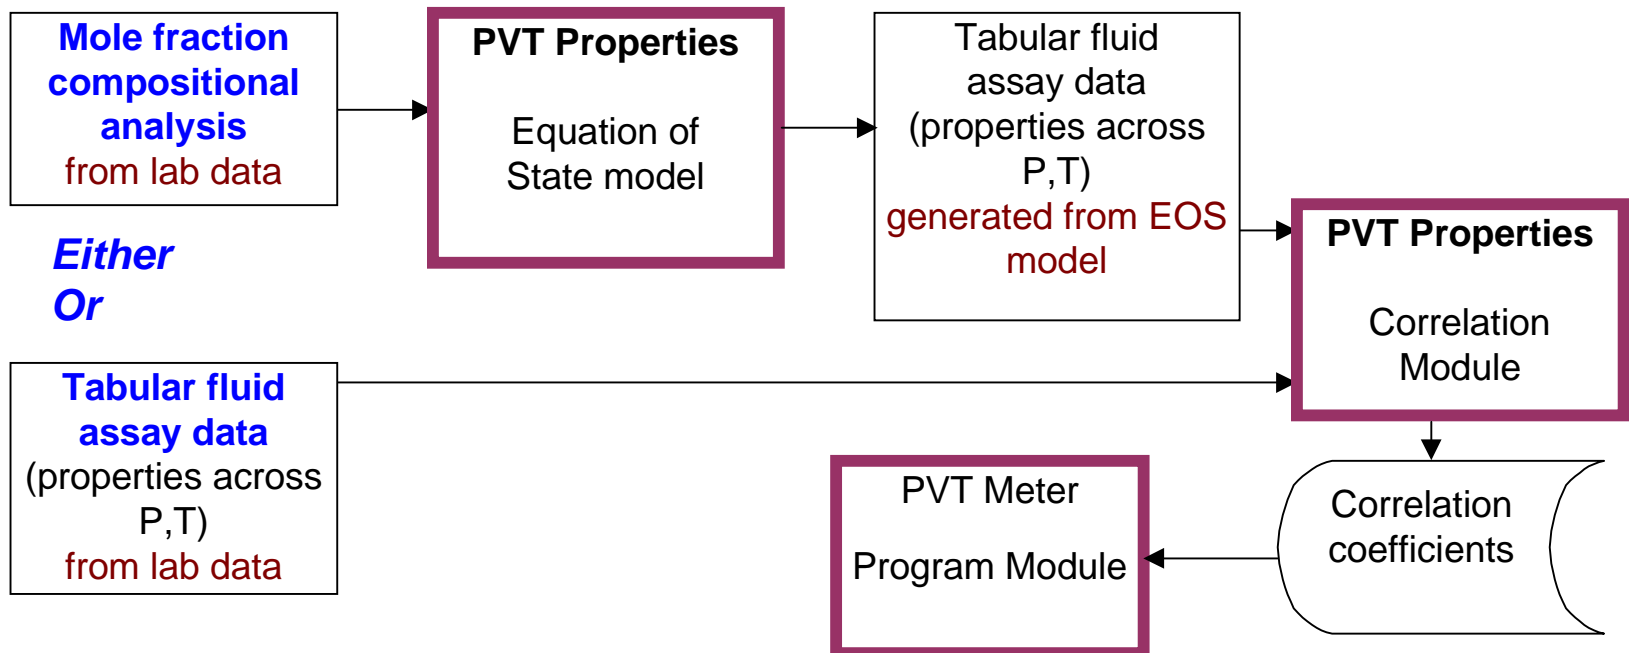 Mole fraction
compositional
analysis
from lab data
PVT Properties
Equation of
State model
Tabular fluid
assay data
(properties across
P,T)
generated from EOS
model
Either
Or
PVT Properties
Correlation
Module
Tabular fluid
assay data
(properties across
P,T)
from lab data
PVT Meter
Program Module
Correlation
coefficients